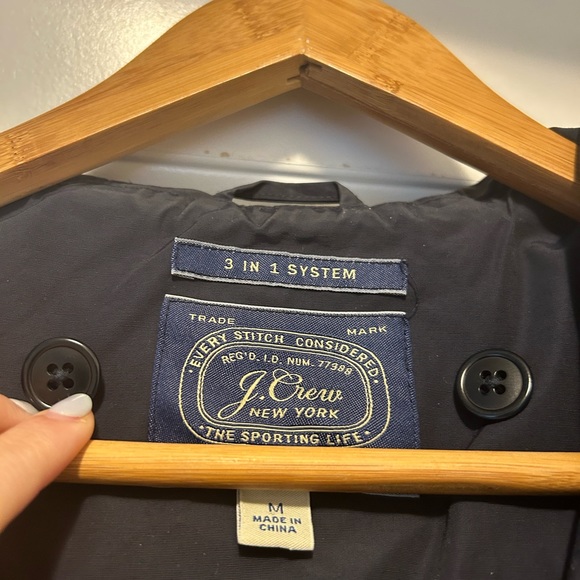 3 IN 1 SYSTEM
TRADE MARK
• EVERY STITCH CONSIDERED •
REG'D. I.D. NUM. 77388
J. Crew
NEW YORK
THE SPORTING LIFE
M
MADE IN
CHINA